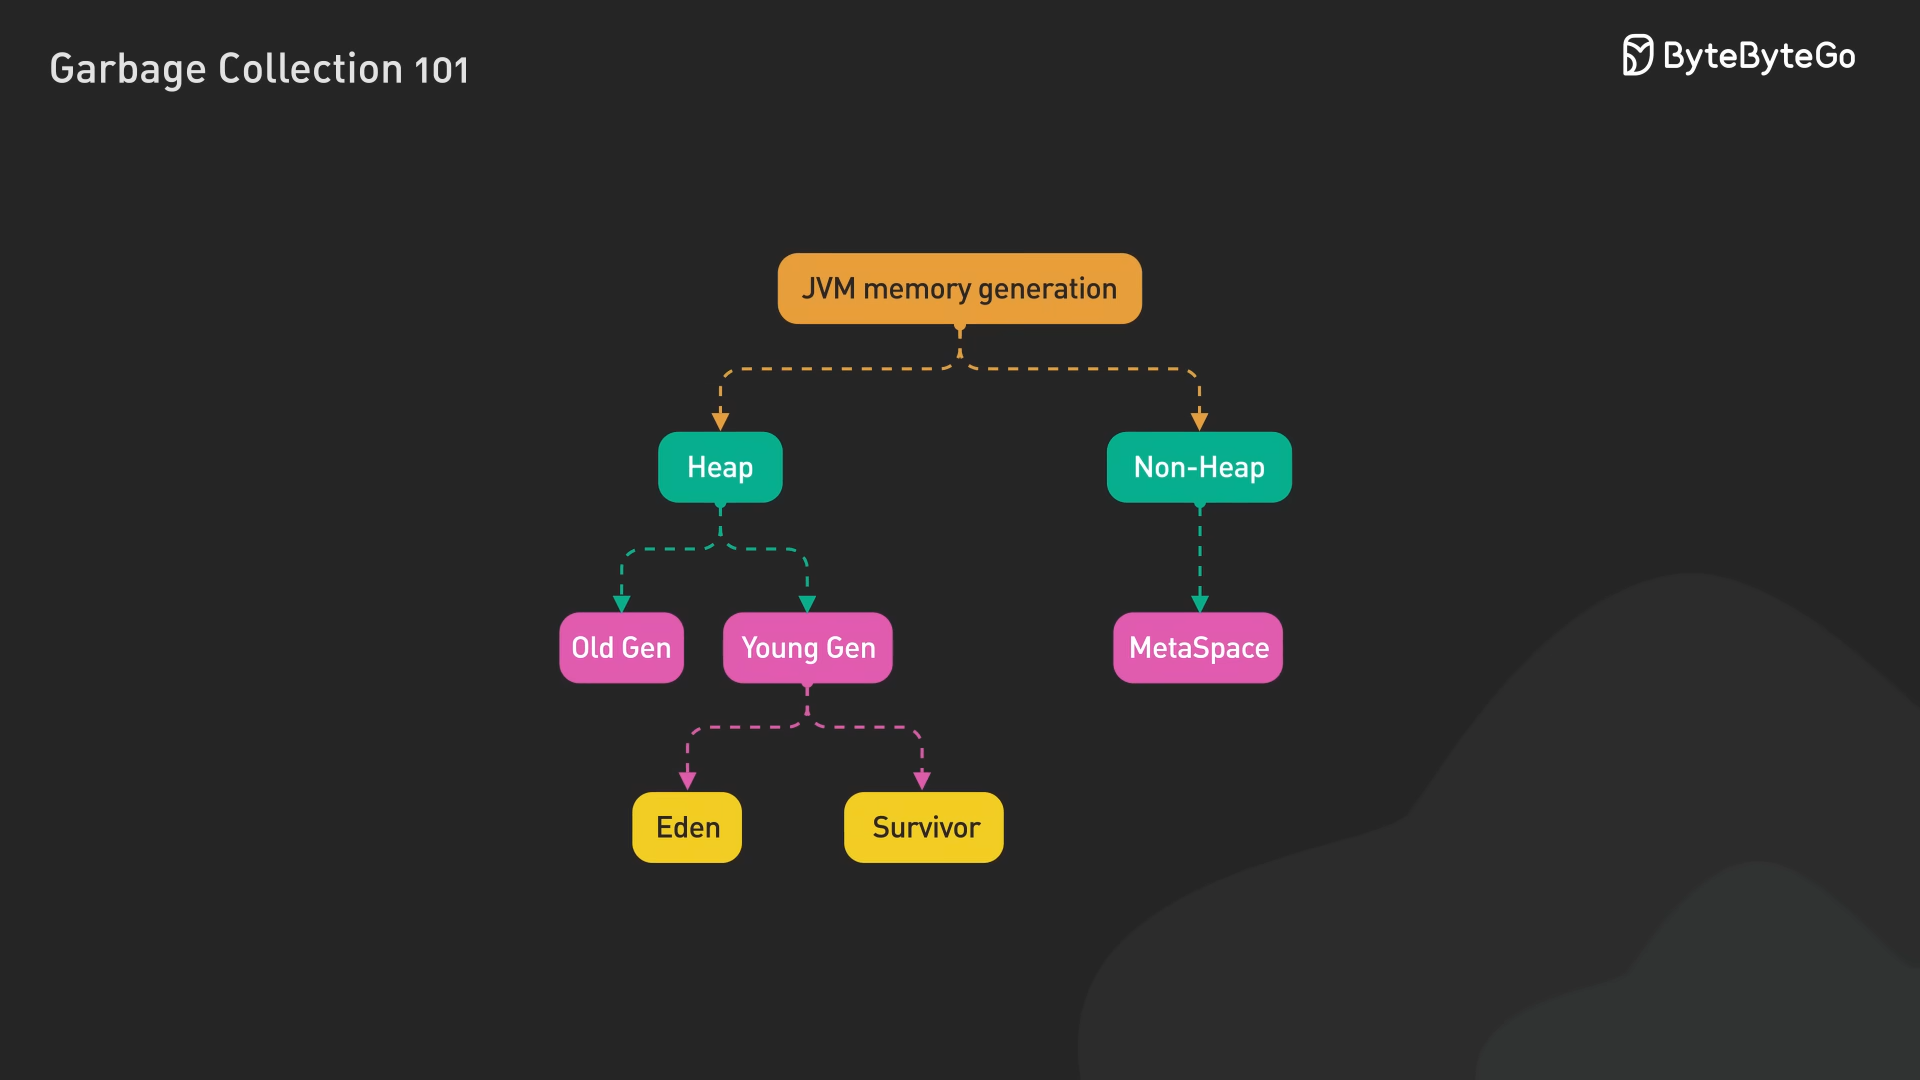 Garbage Collection 101
ByteByteGo
JVM memory generation
Heap
Non-Heap
Old Gen
Young Gen
MetaSpace
Eden
Survivor